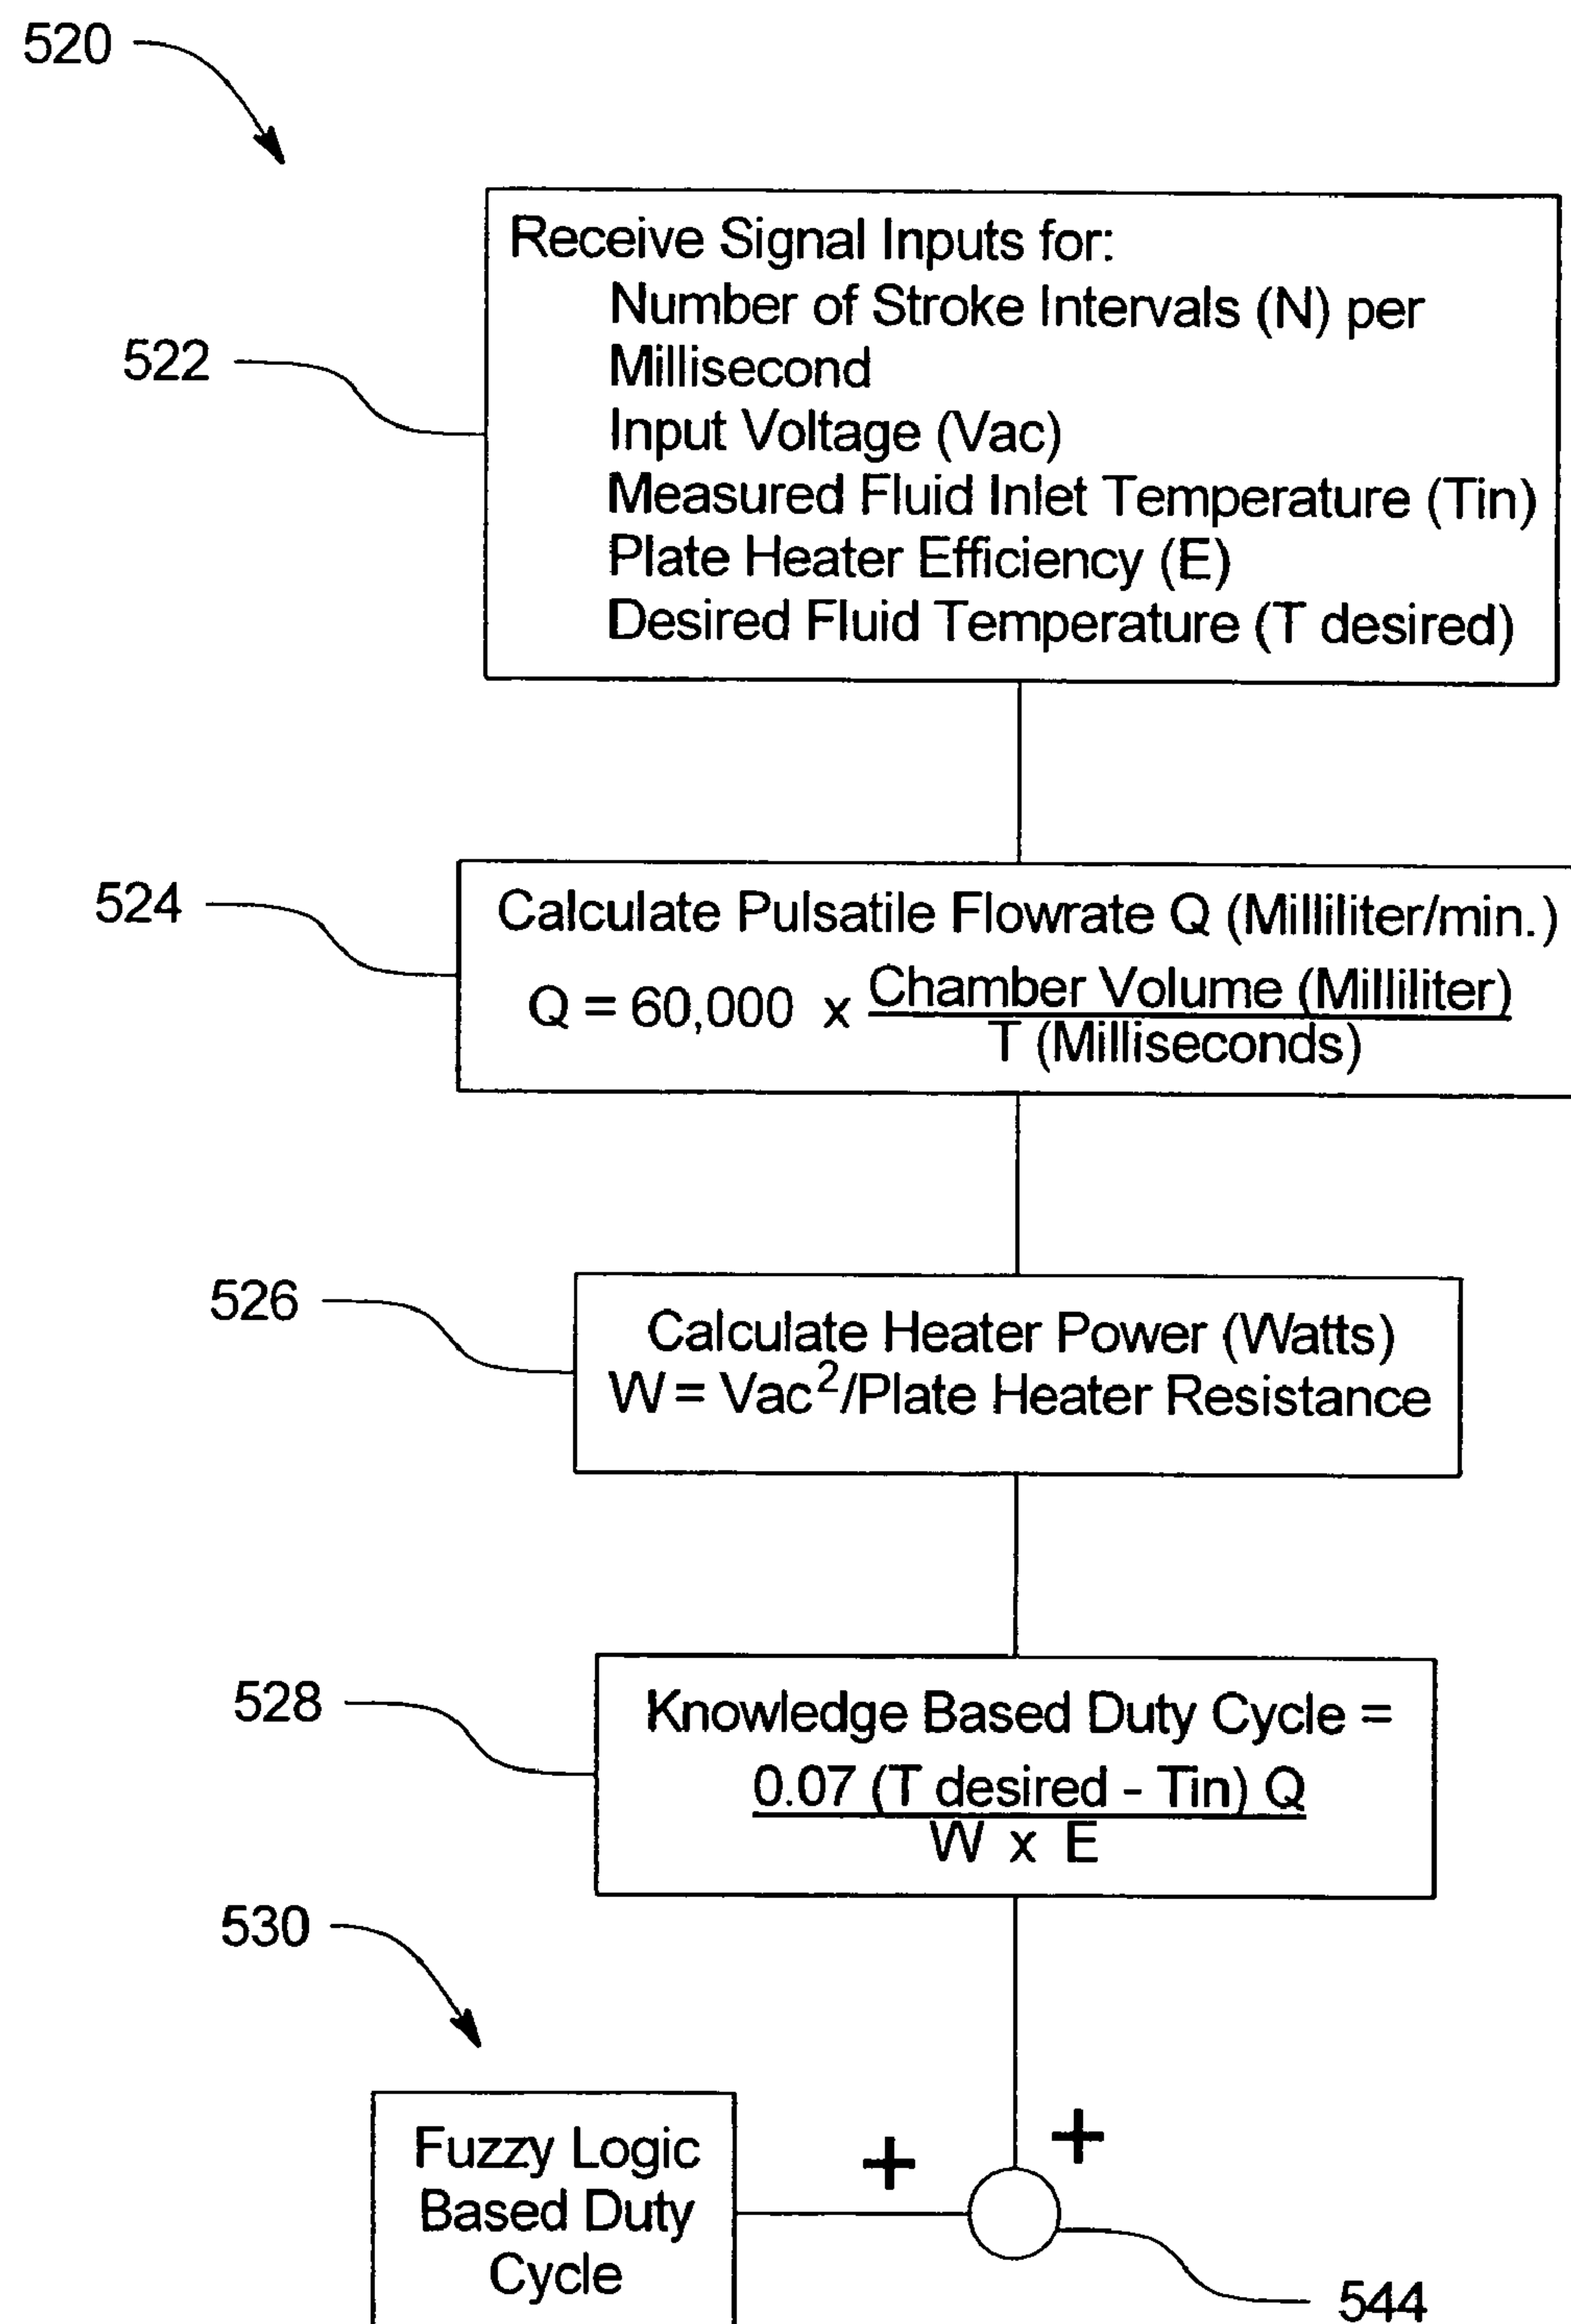 520
Receive Signal Inputs for:
Number of Stroke Intervals (N) per
Millisecond
522
Input Voltage (Vac)
Measured Fluid Inlet Temperature (Tin)
Plate Heater Efficiency (E)
Desired Fluid Temperature (T desired)
524
Calculate Pulsatile Flowrate Q (Milliliter/min.)
Q = 60,000 x Chamber Volume (Milliliter)
T (Milliseconds)
526
Calculate Heater Power (Watts)
W = Vac²/Plate Heater Resistance
528
Knowledge Based Duty Cycle =
0.07 (T desired - Tin) Q
W x E
530
+
+
Fuzzy Logic
Based Duty
Cycle
544